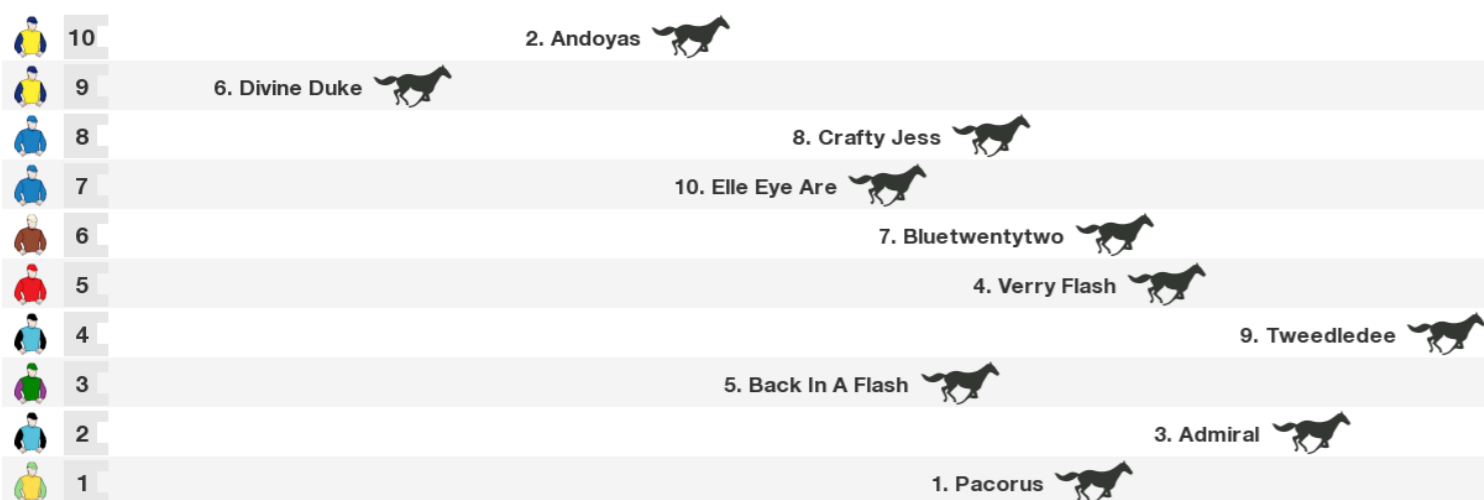 10 2. Andoyas
9 6. Divine Duke
8 8. Crafty Jess
7 10. Elle Eye Are
6 7. Bluetwentytwo
5 4. Verry Flash
4 9. Tweedledee
3 5. Back In A Flash
2 3. Admiral
1 1. Pacorus